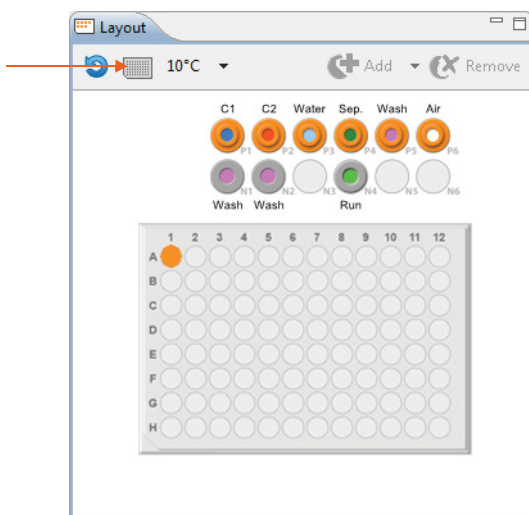 Layout
10°C Add Remove
C1 C2 Water Sep. Wash Air
P1 P2 P3 P4 P5 P6
N1 N2 N3 N4 N5 N6
Wash Wash Run
1 2 3 4 5 6 7 8 9 10 11 12
A
B
C
D
E
F
G
H